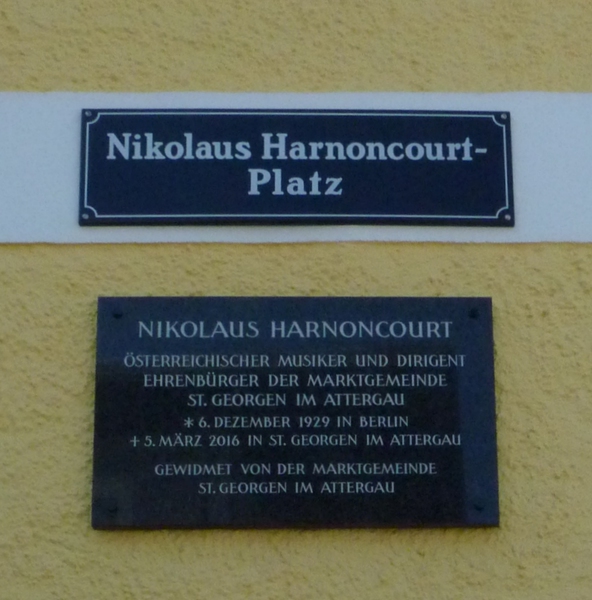 Nikolaus Harnoncourt-
Platz
NIKOLAUS HARNONCOURT
ÖSTERREICHISCHER MUSIKER UND DIRIGENT
EHRENBÜRGER DER MARKTGEMEINDE
ST. GEORGEN IM ATTERGAU
* 6. DEZEMBER 1929 IN BERLIN
+ 5. MÄRZ 2016 IN ST. GEORGEN IM ATTERGAU
GEWIDMET VON DER MARKTGEMEINDE
ST. GEORGEN IM ATTERGAU